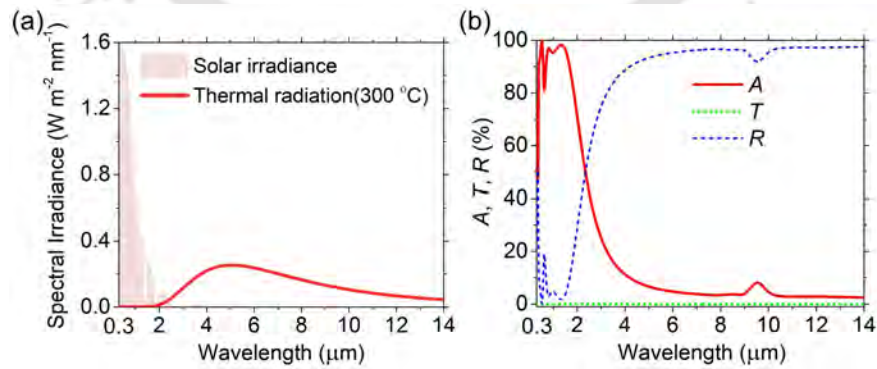 (a)
Spectral Irradiance (W m⁻² nm⁻¹)
1.6
1.2
0.8
0.4
0.0
Solar irradiance
Thermal radiation(300 °C)
0.3 2 4 6 8 10 12 14
Wavelength (μm)
(b)
A, T, R (%)
100
80
60
40
20
0
A
T
R
0.3 2 4 6 8 10 12 14
Wavelength (μm)